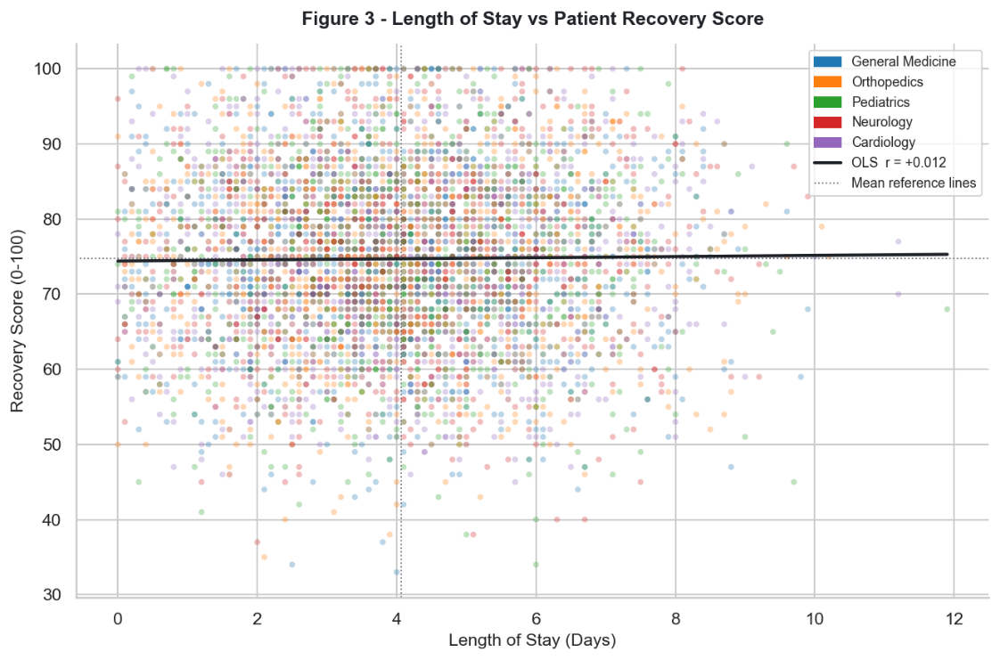 Figure 3 - Length of Stay vs Patient Recovery Score
General Medicine
Orthopedics
Pediatrics
Neurology
Cardiology
OLS r = +0.012
Mean reference lines
Recovery Score (0-100)
100
90
80
70
60
50
40
30
0 2 4 6 8 10 12
Length of Stay (Days)